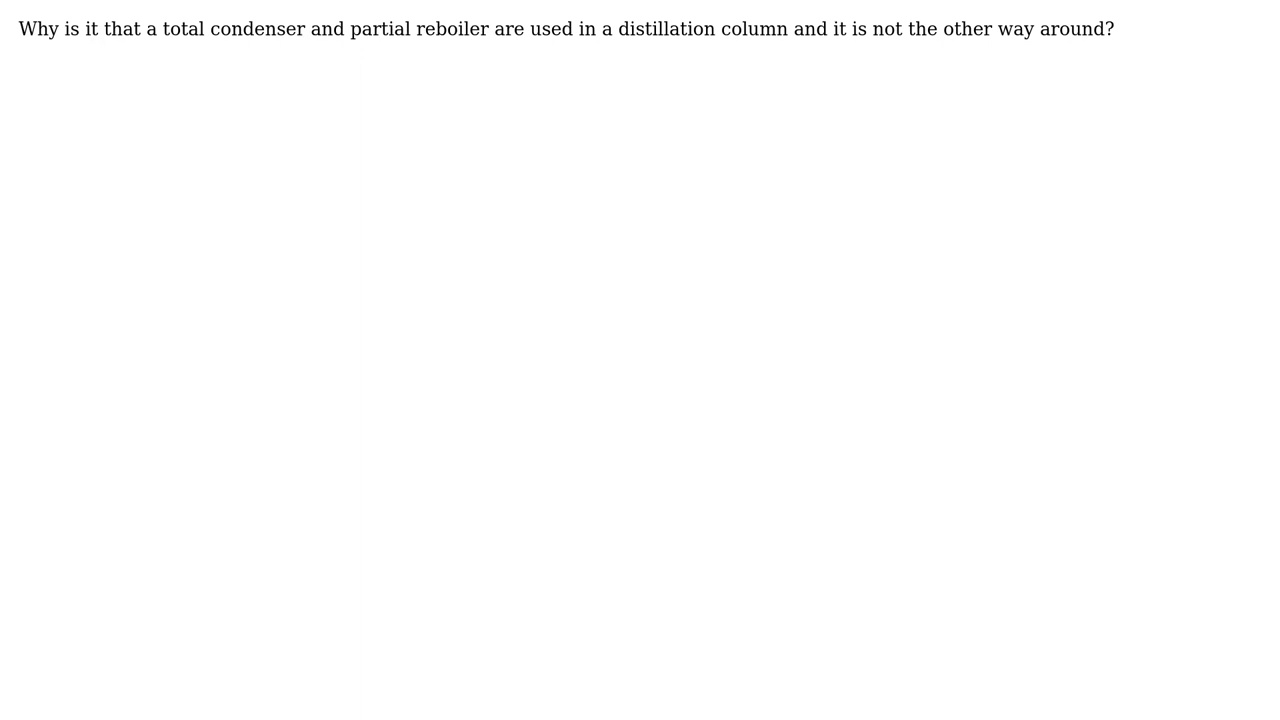 Why is it that a total condenser and partial reboiler are used in a distillation column and it is not the other way around?